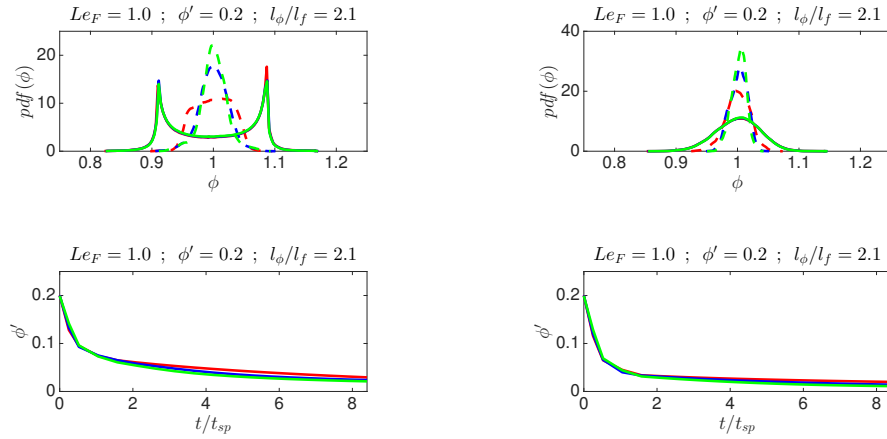 Le_F = 1.0 ; ϕ′ = 0.2 ; l_ϕ/l_f = 2.1
pdf (ϕ)
20
10
0
0.8 0.9 1 1.1 1.2
ϕ
Le_F = 1.0 ; ϕ′ = 0.2 ; l_ϕ/l_f = 2.1
pdf (ϕ)
40
20
0
0.8 0.9 1 1.1 1.2
ϕ
Le_F = 1.0 ; ϕ′ = 0.2 ; l_ϕ/l_f = 2.1
ϕ′
0.2
0.1
0
0 2 4 6 8
t/t_sp
Le_F = 1.0 ; ϕ′ = 0.2 ; l_ϕ/l_f = 2.1
ϕ′
0.2
0.1
0
0 2 4 6 8
t/t_sp